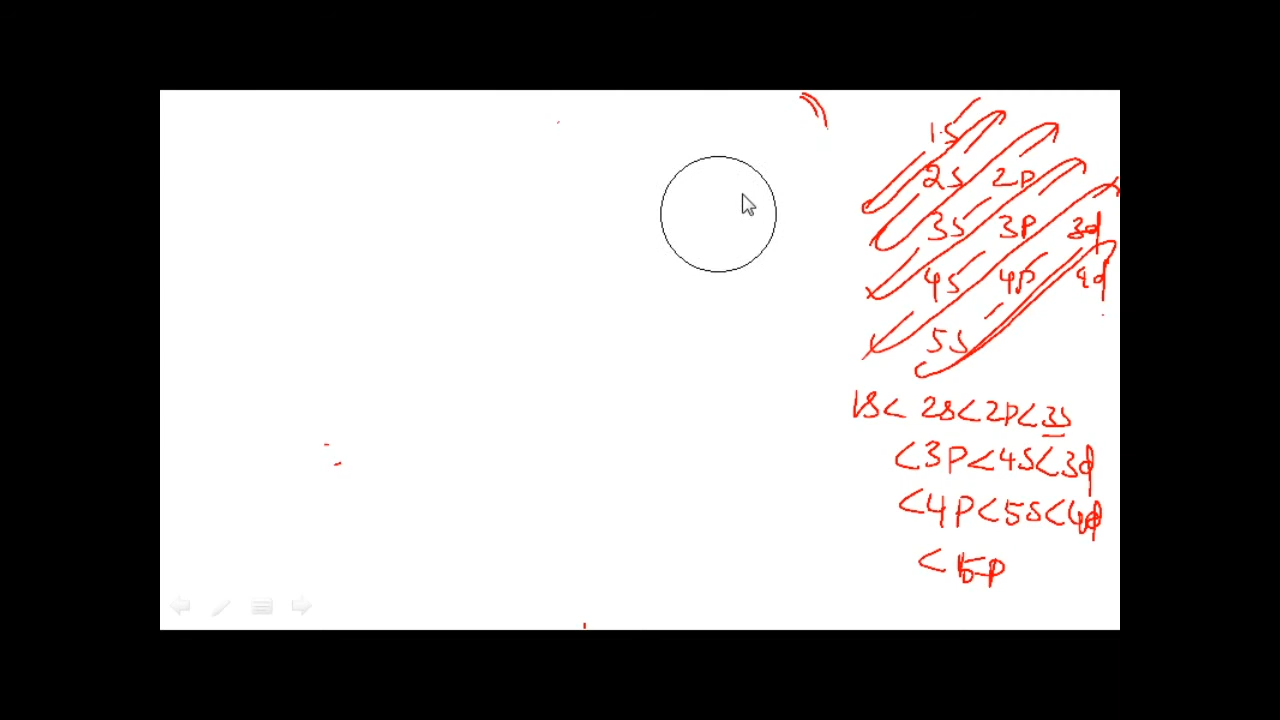 1S
2S 2P
3S 3P 3d
4S 4P 4d
5S
1S< 2S<2P<3S
<3P<4S<3d
<4P<5S<4d
<5P